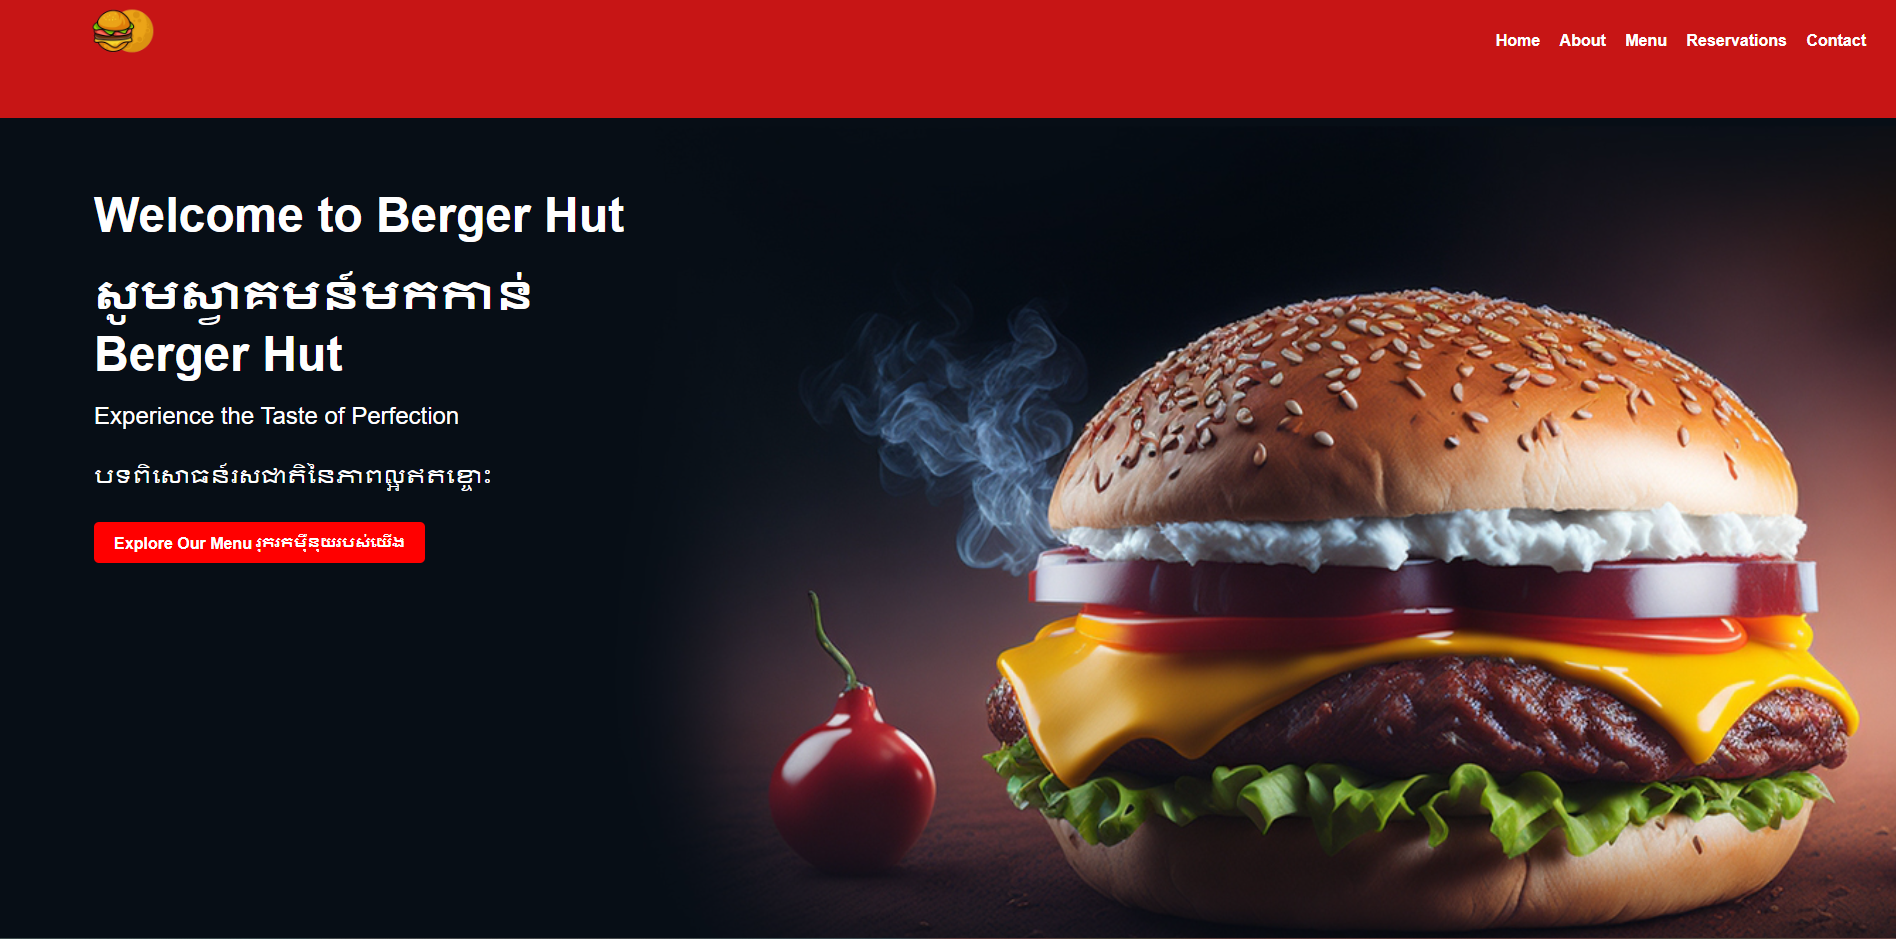 Home About Menu Reservations Contact
Welcome to Berger Hut
សូមស្វាគមន៍មកកាន់
Berger Hut
Experience the Taste of Perfection
បទពិសោធន៍រសជាតិនៃភាពល្អឥតខ្ចោះ
Explore Our Menu រុករកម៉ឺនុយរបស់យើង